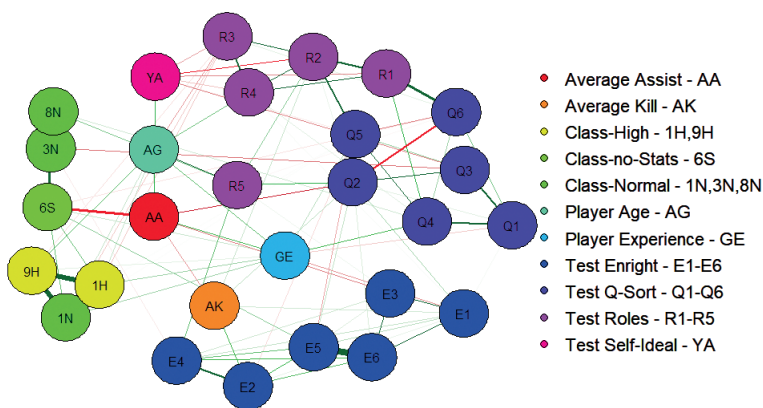 R3
R2
YA
R1
R4
8N
Q6
Q5
3N
AG
Q3
R5
Q2
6S
AA
Q4
Q1
GE
9H
1H
E3
AK
1N
E1
E5
E4
E6
E2
Average Assist - AA
Average Kill - AK
Class-High - 1H,9H
Class-no-Stats - 6S
Class-Normal - 1N,3N,8N
Player Age - AG
Player Experience - GE
Test Enright - E1-E6
Test Q-Sort - Q1-Q6
Test Roles - R1-R5
Test Self-Ideal - YA